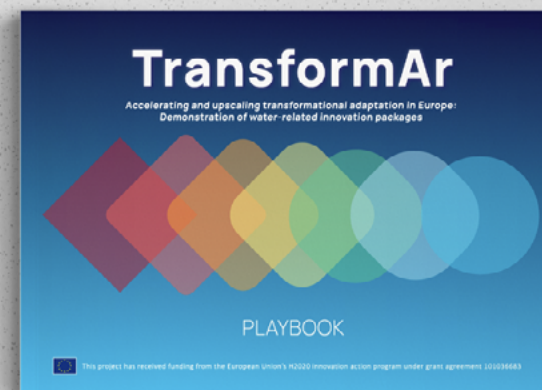 TransformAr
Accelerating and upscaling transformational adaptation in Europe:
Demonstration of water-related innovation packages
PLAYBOOK
This project has received funding from the European Union's H2020 innovation action program under grant agreement 101036683